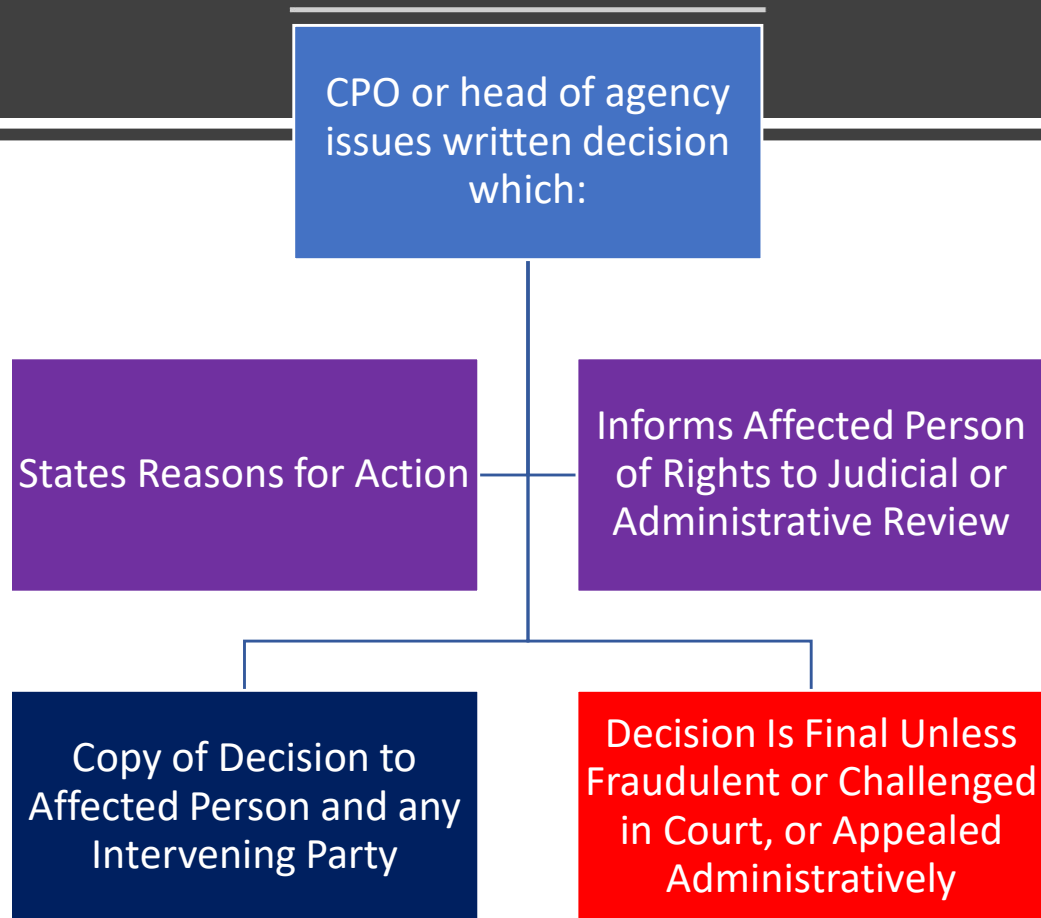 CPO or head of agency
issues written decision
which:
States Reasons for Action
Informs Affected Person
of Rights to Judicial or
Administrative Review
Copy of Decision to
Affected Person and any
Intervening Party
Decision Is Final Unless
Fraudulent or Challenged
in Court, or Appealed
Administratively